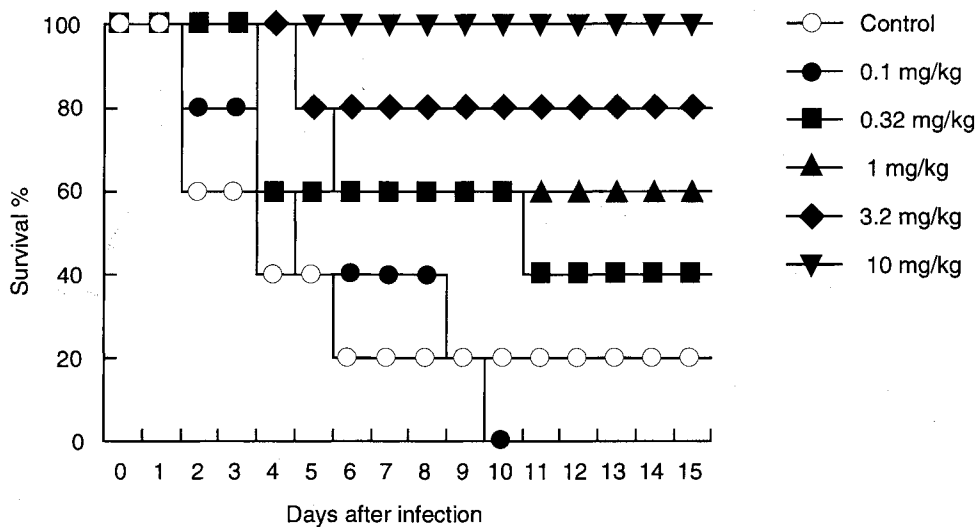 100
80
60
40
20
0
Survival %
0 1 2 3 4 5 6 7 8 9 10 11 12 13 14 15
Days after infection
Control
0.1 mg/kg
0.32 mg/kg
1 mg/kg
3.2 mg/kg
10 mg/kg